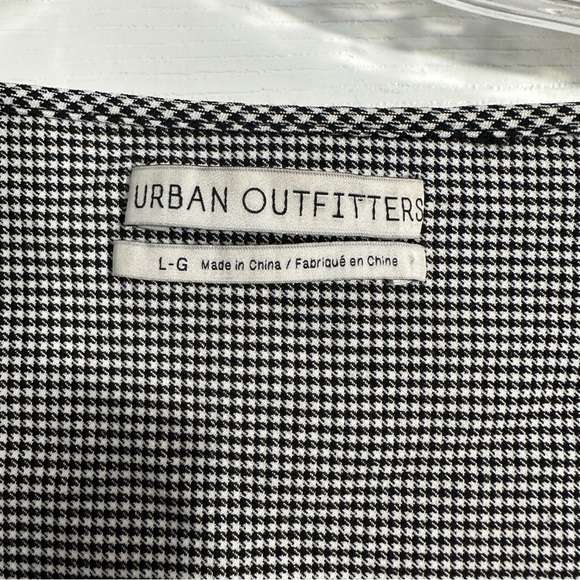 URBAN OUTFITTERS
L-G Made in China / Fabriqué en Chine